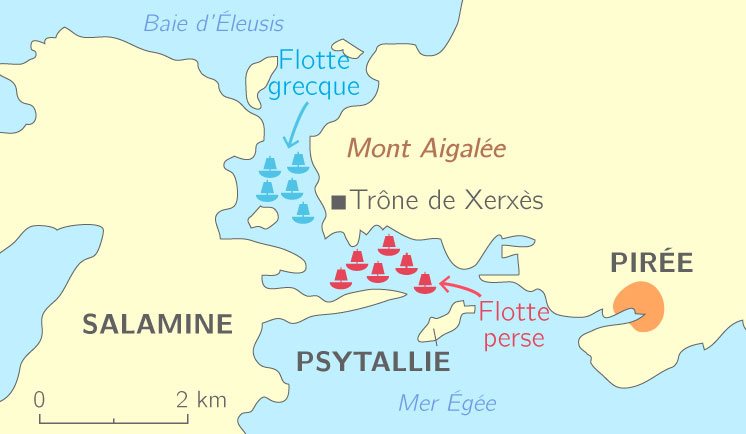 Baie d'Éleusis
Flotte
grecque
Mont Aigalée
Trône de Xerxès
PIRÉE
SALAMINE
Flotte
perse
PSYTALLIE
0
2 km
Mer Égée